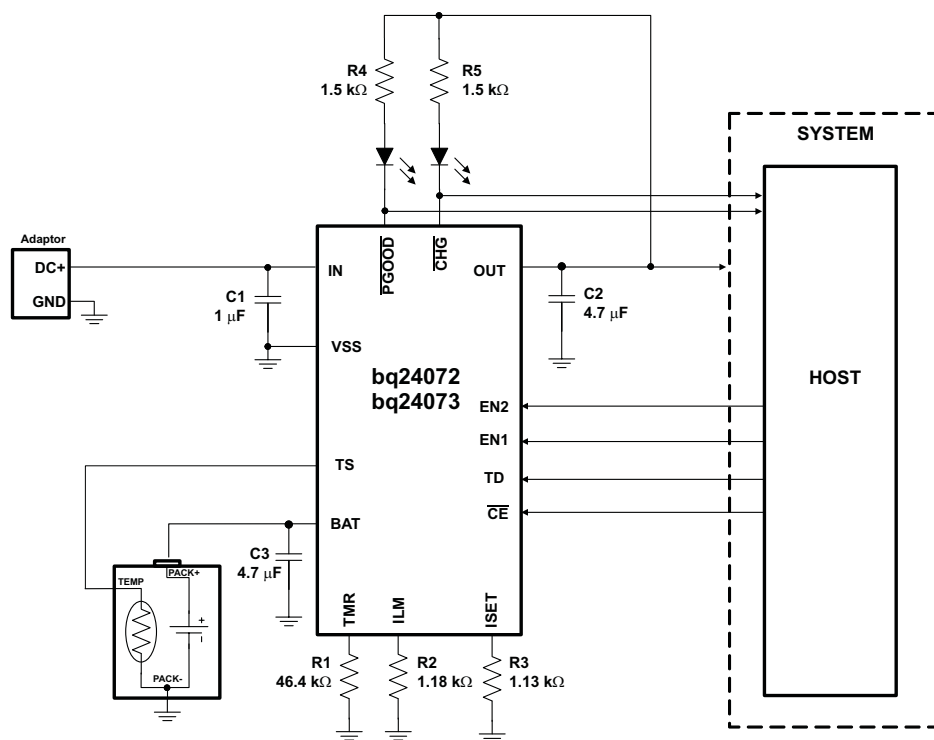 R4
1.5 kΩ
R5
1.5 kΩ
SYSTEM
Adaptor
DC+
GND
IN
PGOOD
CHG
OUT
C1
1 μF
C2
4.7 μF
VSS
bq24072
bq24073
HOST
EN2
EN1
TS
TD
CE
BAT
C3
4.7 μF
TEMP
PACK+
+
-
PACK-
TMR
ILM
ISET
R1
46.4 kΩ
R2
1.18 kΩ
R3
1.13 kΩ